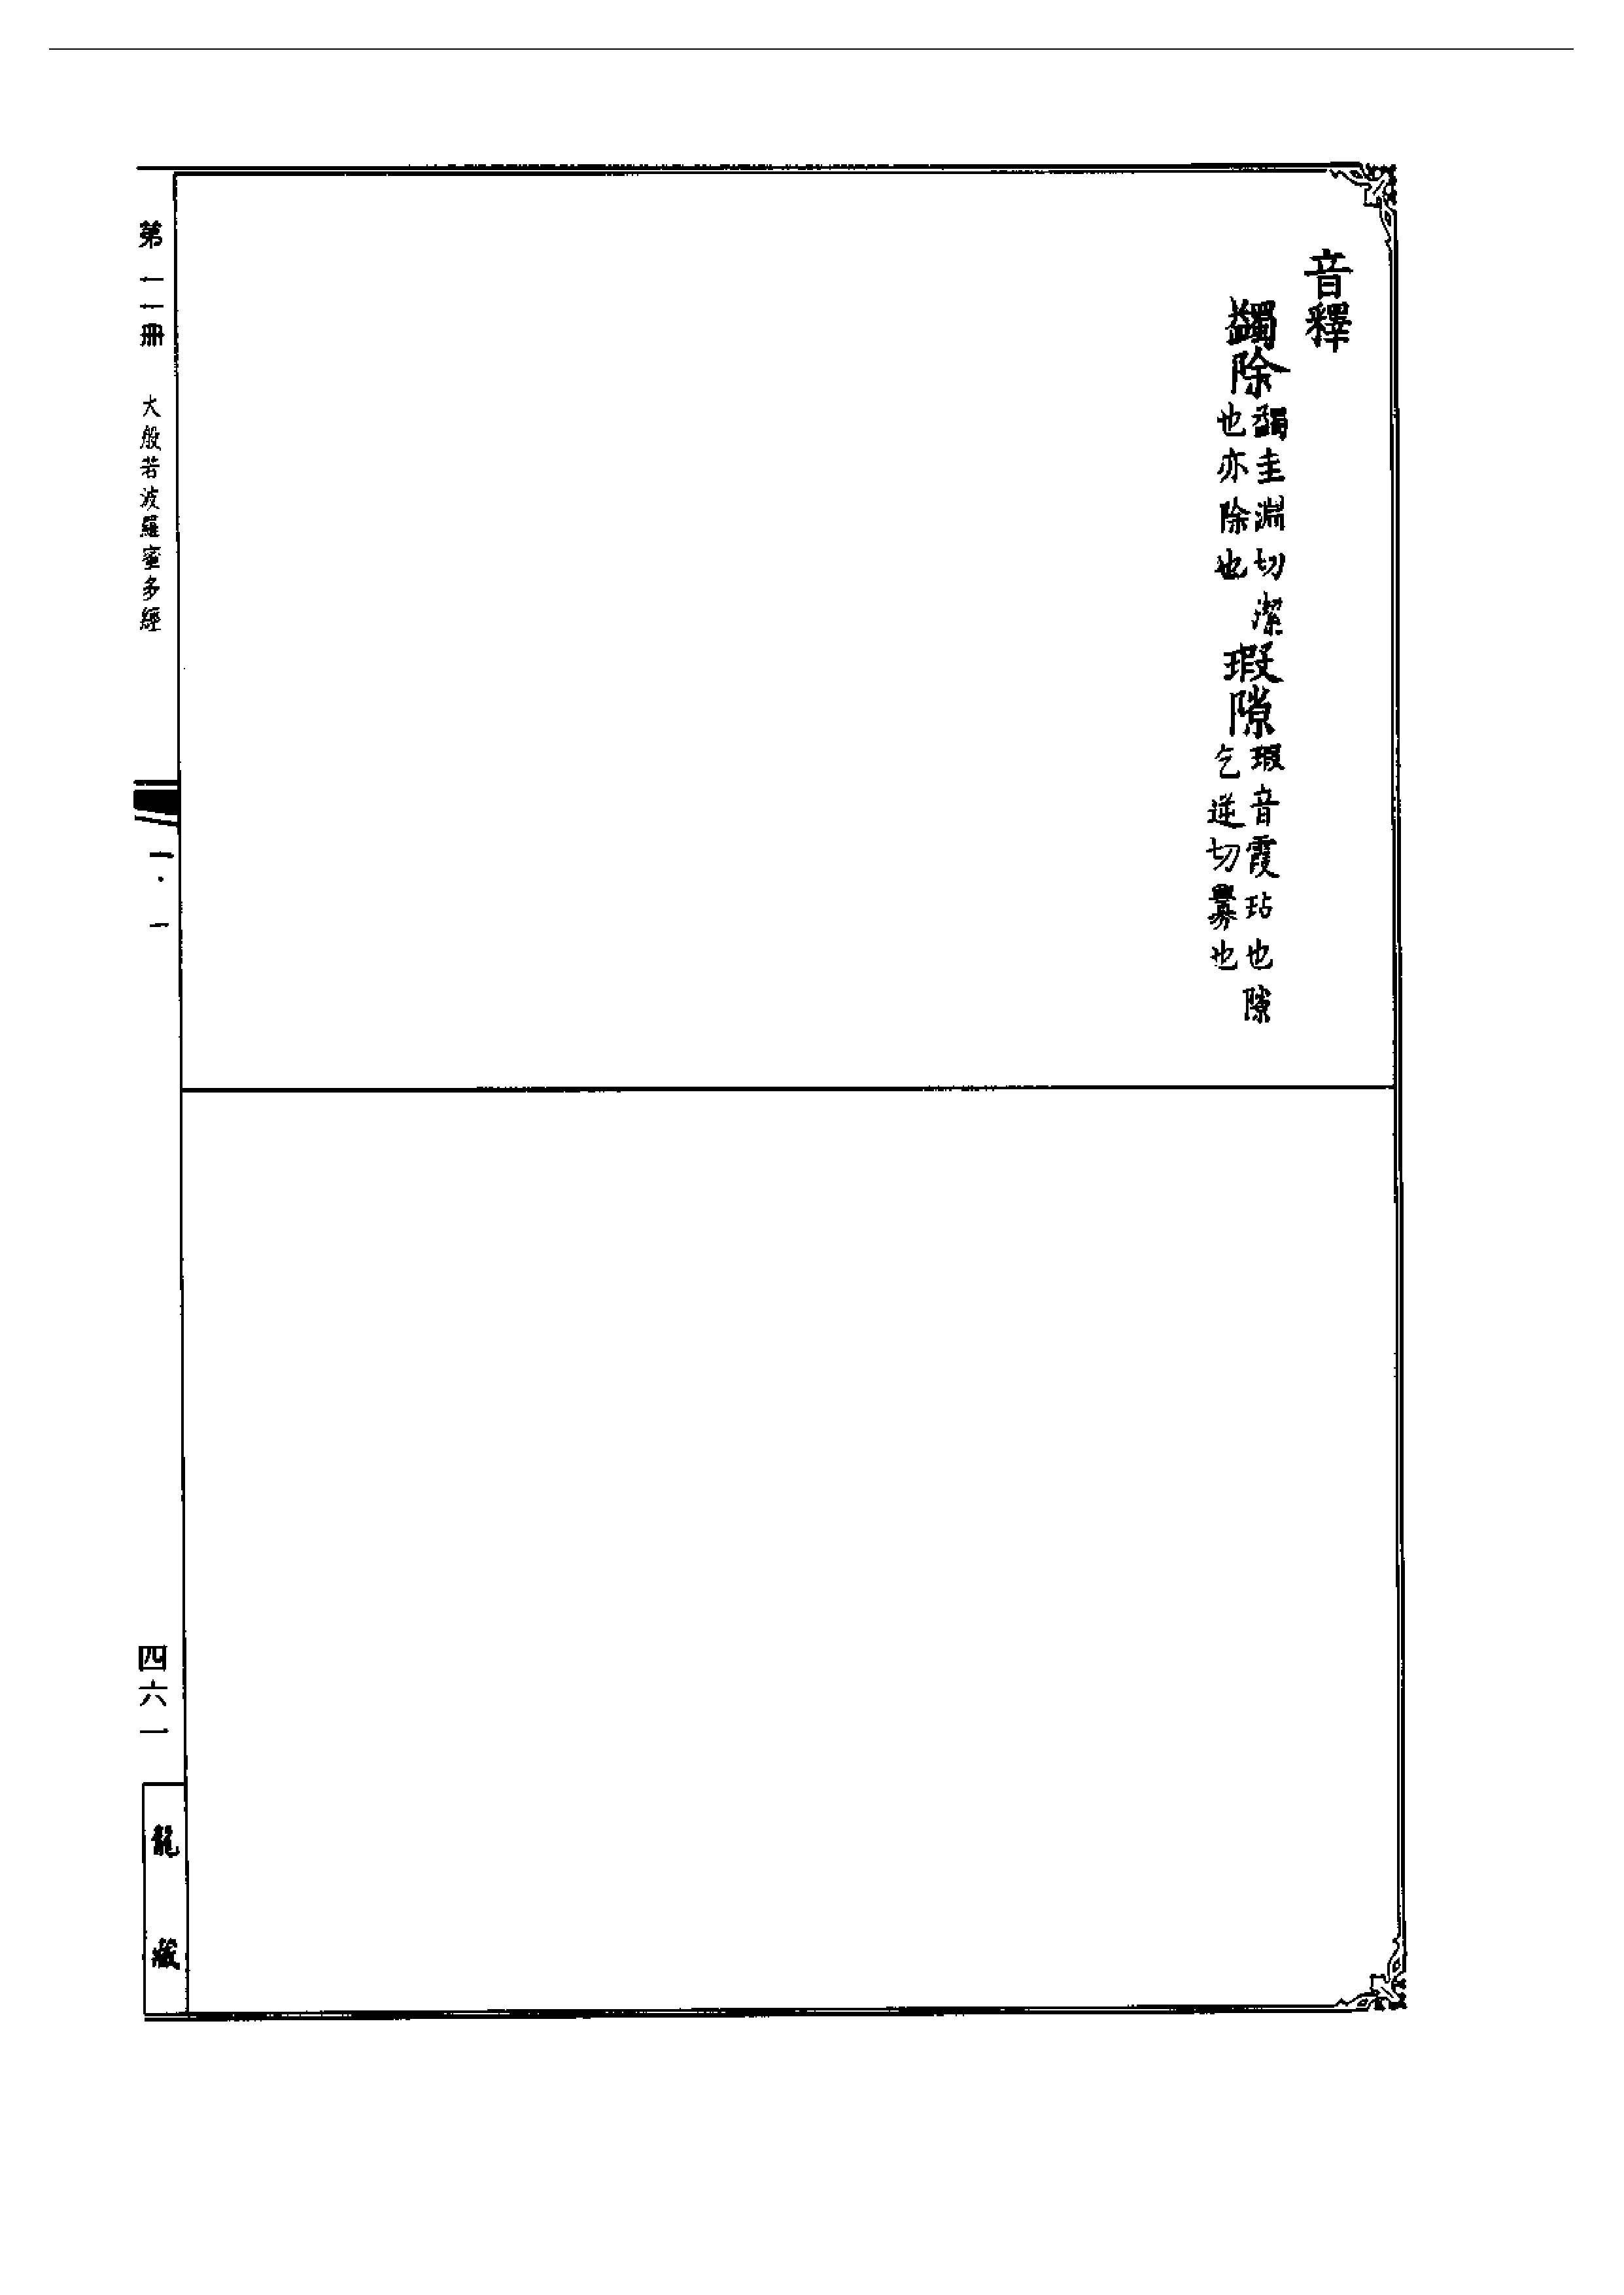 音釋
蠲除 蠲圭淵切潔也亦除也 瑕隙 瑕音霞玷也隙乞逆切釁也
第一一冊 大般若波羅蜜多經 一·一 四六一
龍藏